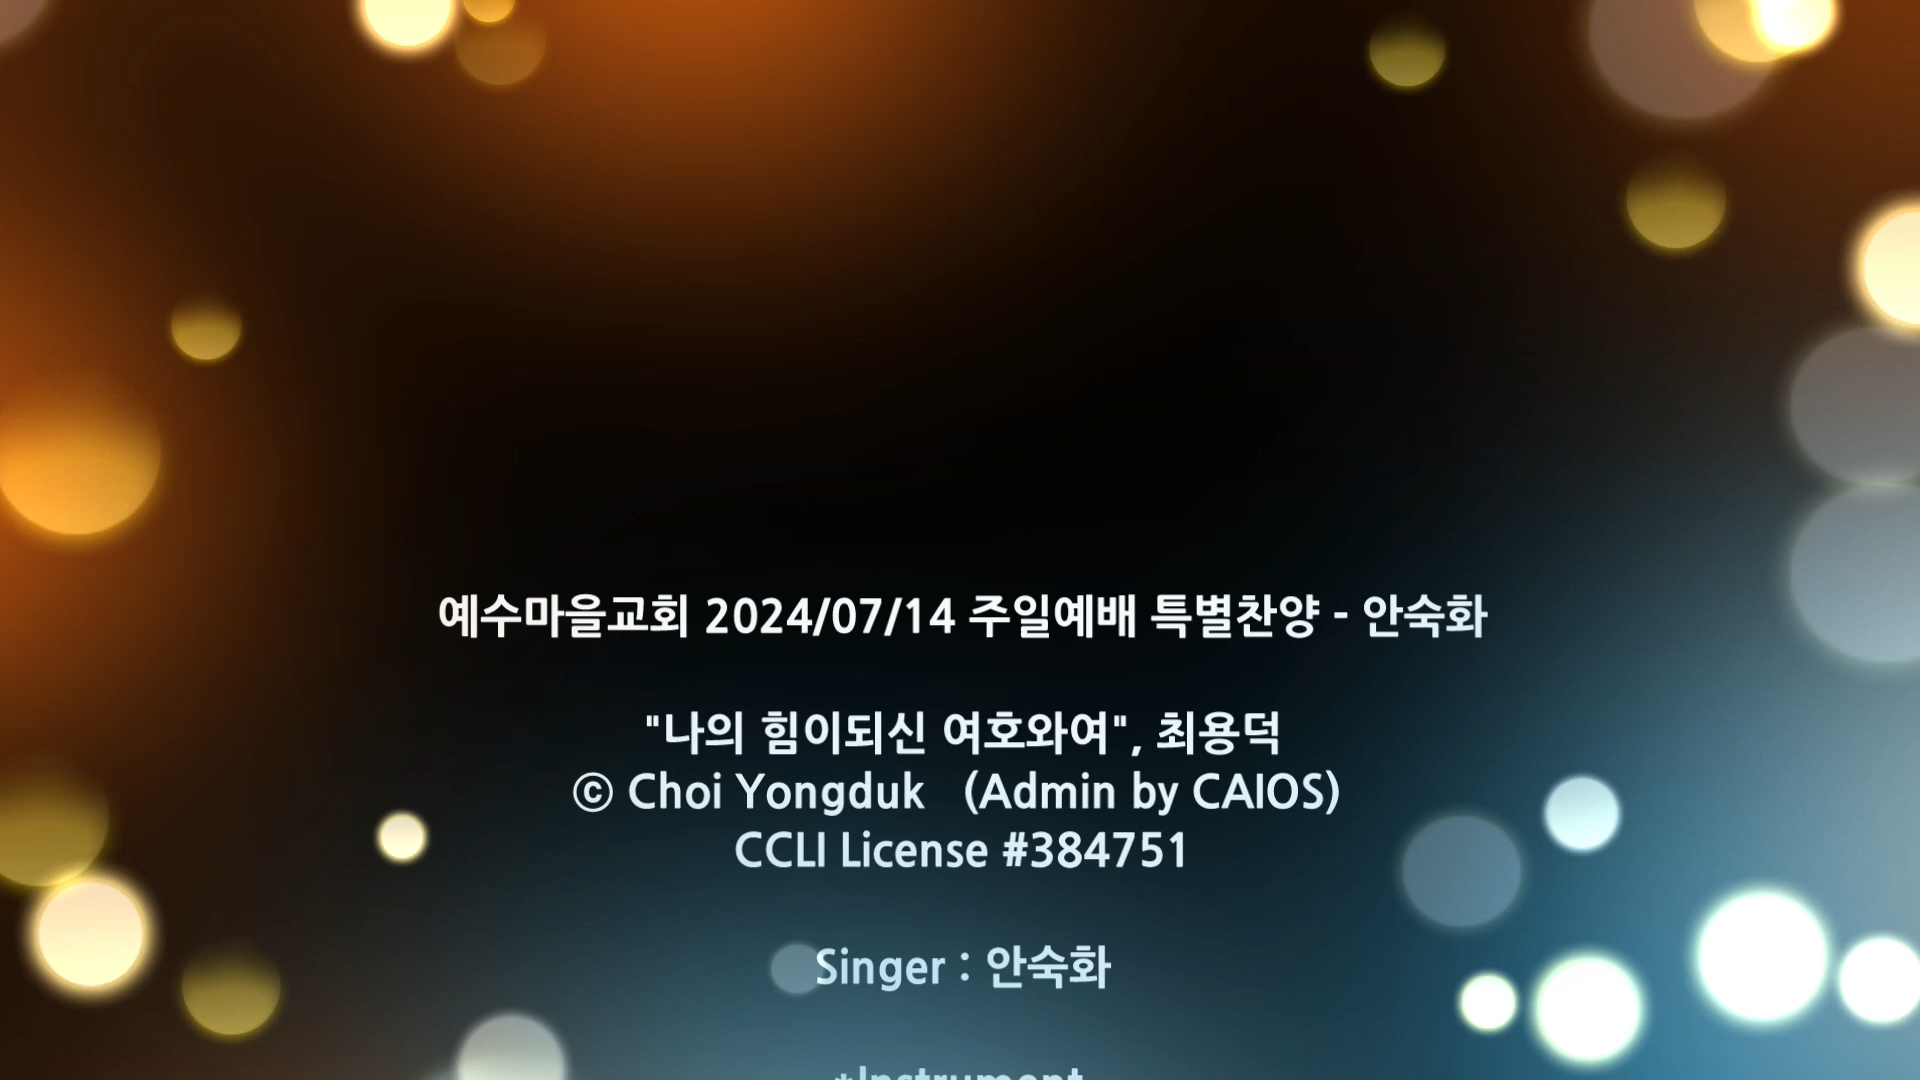 예수마을교회 2024/07/14 주일예배 특별찬양 - 안숙화
"나의 힘이되신 여호와여", 최용덕
© Choi Yongduk (Admin by CAIOS)
CCLI License #384751
Singer : 안숙화
*Instrument